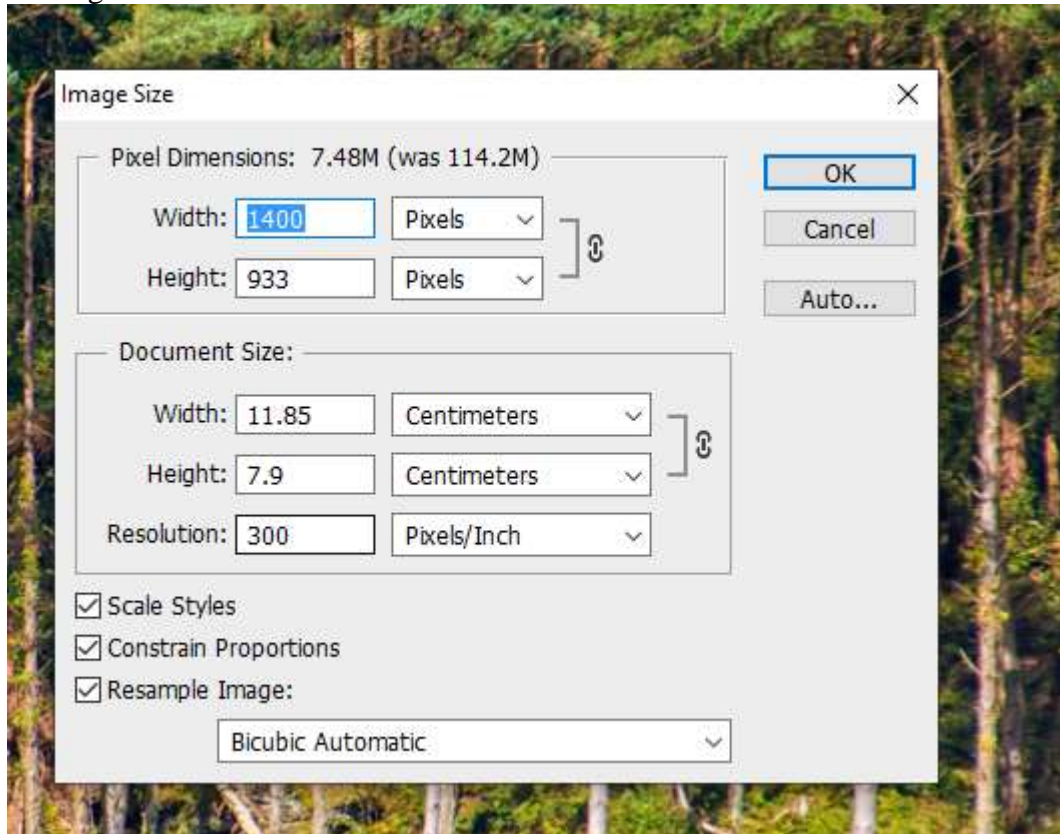 Image Size
Pixel Dimensions: 7.48M (was 114.2M)
Width: 1400 Pixels
Height: 933 Pixels
OK
Cancel
Auto...
Document Size:
Width: 11.85 Centimeters
Height: 7.9 Centimeters
Resolution: 300 Pixels/Inch
Scale Styles
Constrain Proportions
Resample Image:
Bicubic Automatic